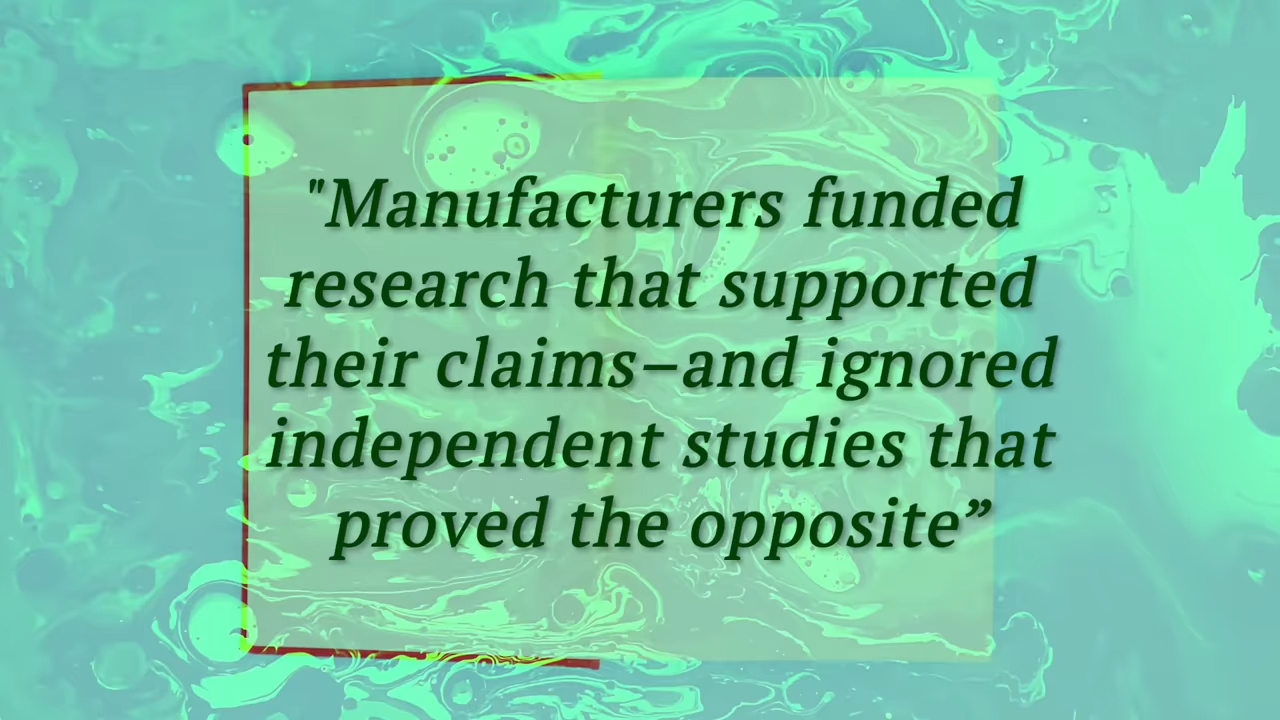 "Manufacturers funded
research that supported
their claims—and ignored
independent studies that
proved the opposite”